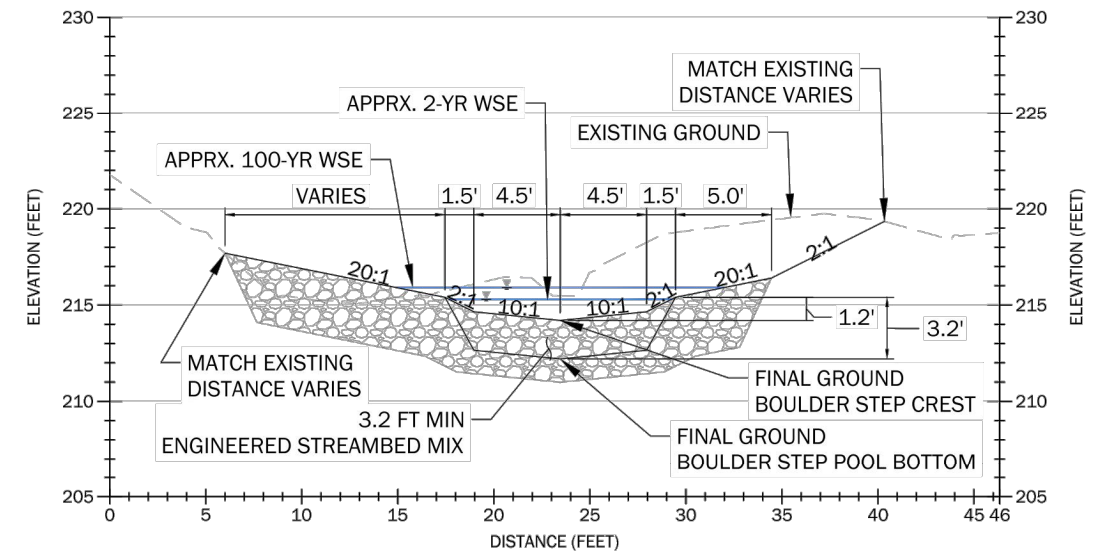 230
230
MATCH EXISTING
DISTANCE VARIES
APPRX. 2-YR WSE
225
225
EXISTING GROUND
APPRX. 100-YR WSE
VARIES
1.5'
4.5'
4.5'
1.5'
5.0'
220
220
ELEVATION (FEET)
ELEVATION (FEET)
20:1
2:1
10:1
10:1
2:1
20:1
2:1
215
215
1.2'
3.2'
MATCH EXISTING
DISTANCE VARIES
FINAL GROUND
BOULDER STEP CREST
210
210
3.2 FT MIN
ENGINEERED STREAMBED MIX
FINAL GROUND
BOULDER STEP POOL BOTTOM
205
205
0
5
10
15
20
25
30
35
40
45 46
DISTANCE (FEET)